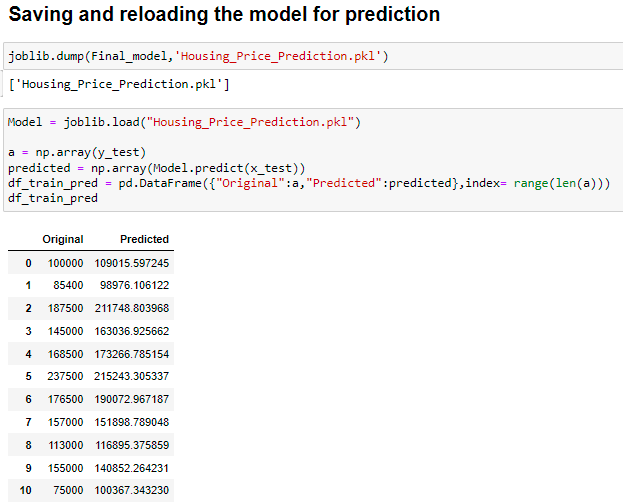 Saving and reloading the model for prediction
joblib.dump(Final_model,'Housing_Price_Prediction.pkl')
['Housing_Price_Prediction.pkl']
Model = joblib.load("Housing_Price_Prediction.pkl")
a = np.array(y_test)
predicted = np.array(Model.predict(x_test))
df_train_pred = pd.DataFrame({"Original":a,"Predicted":predicted},index= range(len(a)))
df_train_pred
Original Predicted
0 100000 109015.597245
1 85400 98976.106122
2 187500 211748.803968
3 145000 163036.925662
4 168500 173266.785154
5 237500 215243.305337
6 176500 190072.967187
7 157000 151898.789048
8 113000 116895.375859
9 155000 140852.264231
10 75000 100367.343230